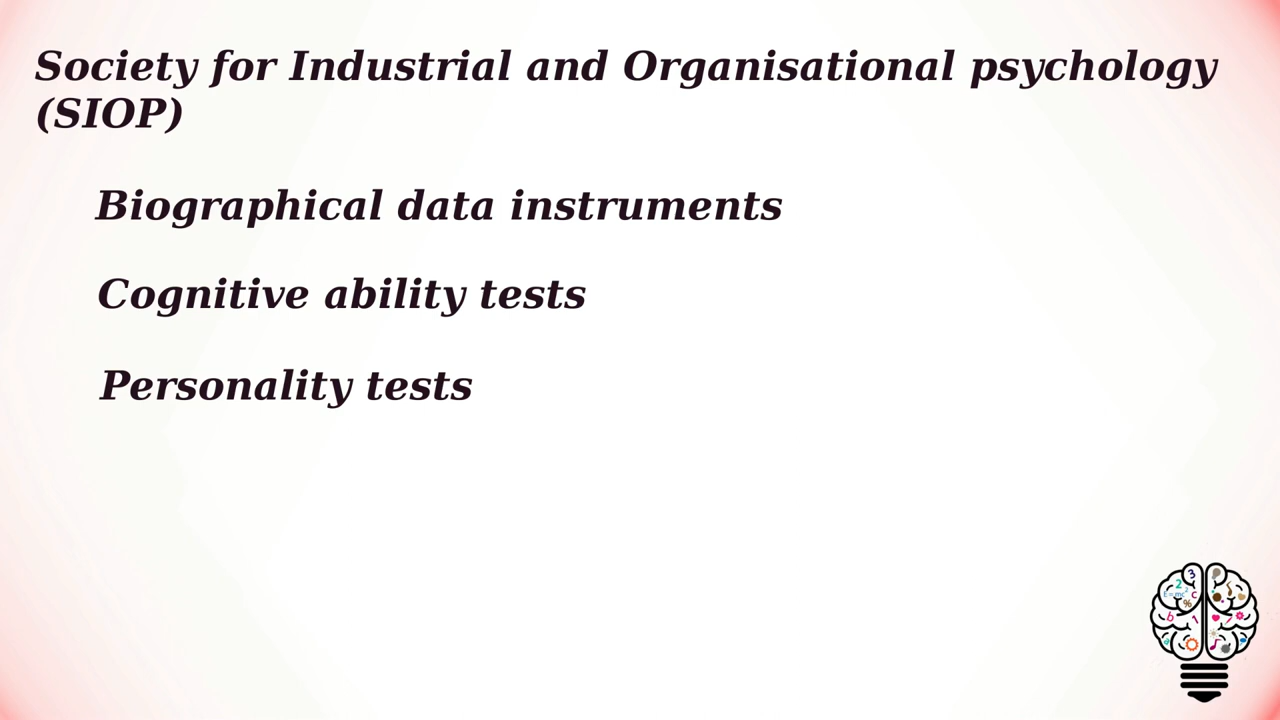 Society for Industrial and Organisational psychology
(SIOP)
Biographical data instruments
Cognitive ability tests
Personality tests